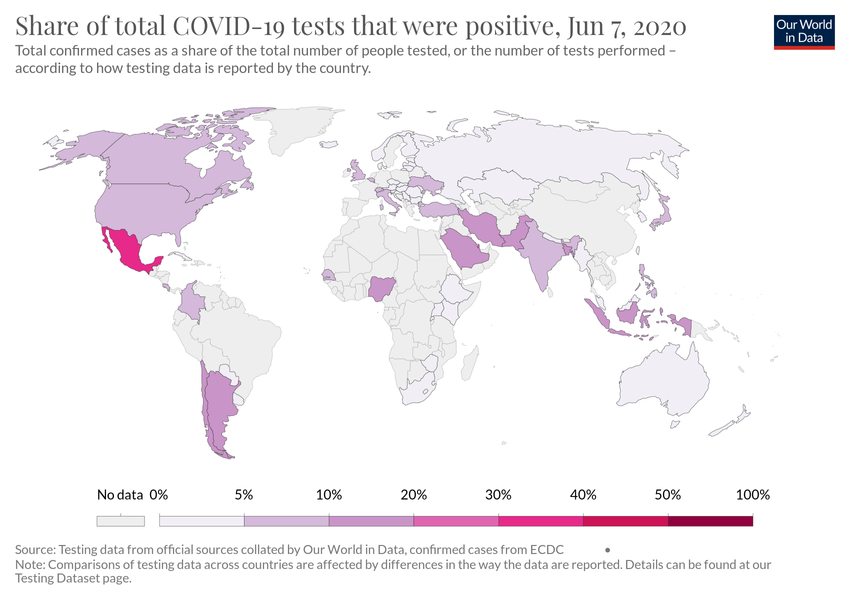 Share of total COVID-19 tests that were positive, Jun 7, 2020
Our World
in Data
Total confirmed cases as a share of the total number of people tested, or the number of tests performed –
according to how testing data is reported by the country.
No data 0% 5% 10% 20% 30% 40% 50% 100%
Source: Testing data from official sources collated by Our World in Data, confirmed cases from ECDC •
Note: Comparisons of testing data across countries are affected by differences in the way the data are reported. Details can be found at our
Testing Dataset page.